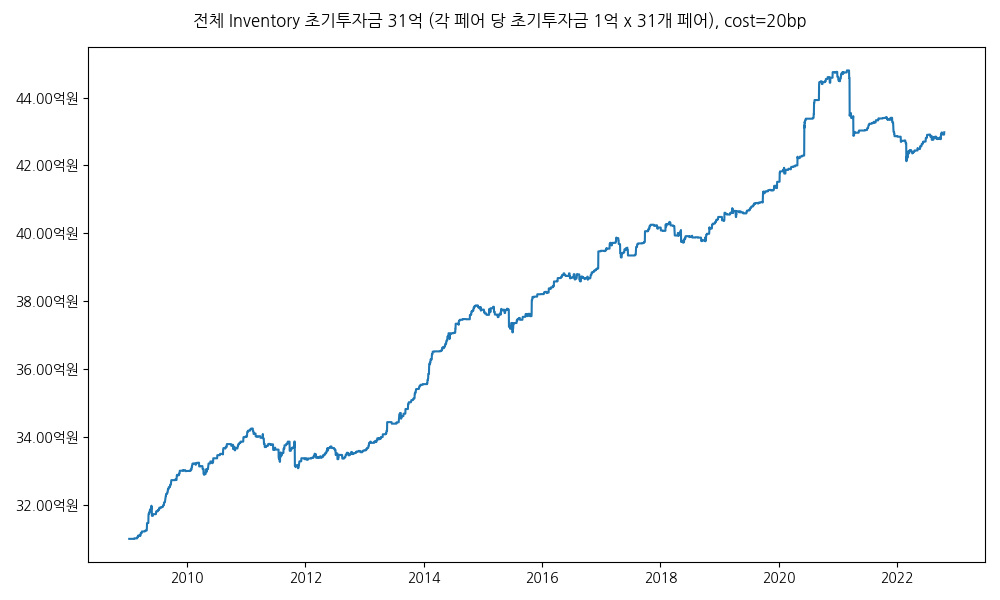 전체 Inventory 초기투자금 31억 (각 페어 당 초기투자금 1억 x 31개 페어), cost=20bp
44.00억원
42.00억원
40.00억원
38.00억원
36.00억원
34.00억원
32.00억원
2010 2012 2014 2016 2018 2020 2022